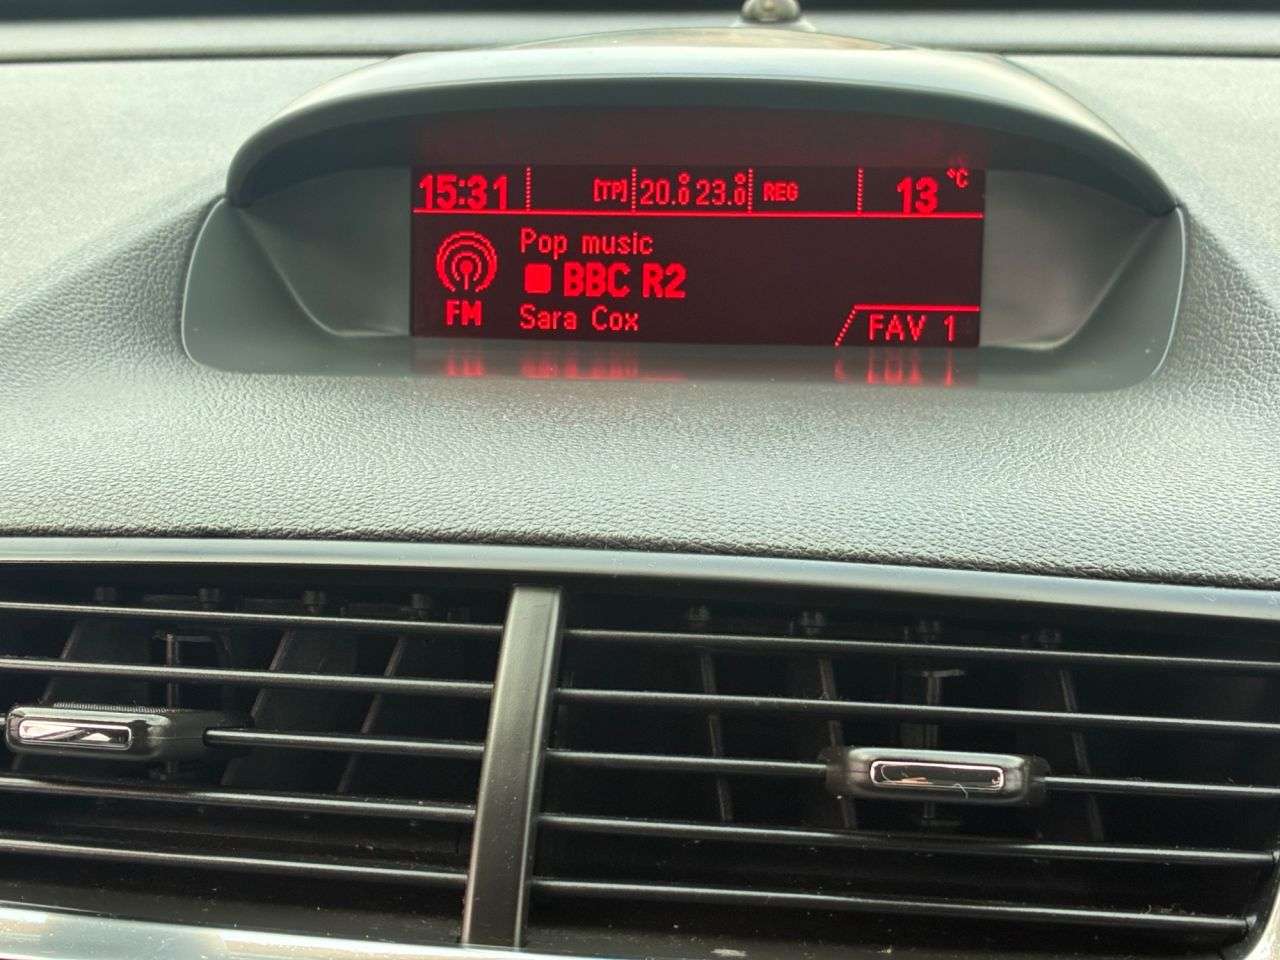 15:31 [TP] 20.0° 23.0° REG 13 °C
Pop music
BBC R2
FM Sara Cox
FAV 1